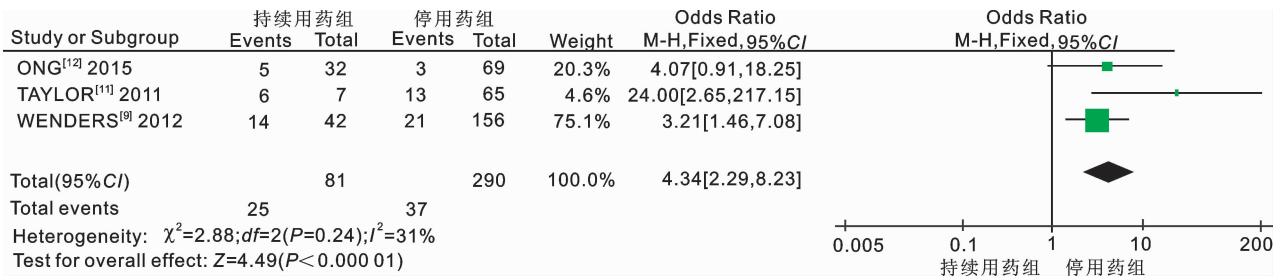 持续用药组 停用药组 Odds Ratio Odds Ratio
Study or Subgroup Events Total Events Total Weight M-H,Fixed,95%CI M-H,Fixed,95%CI
ONG[12] 2015 5 32 3 69 20.3% 4.07[0.91,18.25]
TAYLOR[11] 2011 6 7 13 65 4.6% 24.00[2.65,217.15]
WENDERS[9] 2012 14 42 21 156 75.1% 3.21[1.46,7.08]
Total(95%CI) 81 290 100.0% 4.34[2.29,8.23]
Total events 25 37
Heterogeneity: χ²=2.88;df=2(P=0.24);I²=31%
Test for overall effect: Z=4.49(P<0.000 01)
0.005 0.1 1 10 200
持续用药组 停用药组